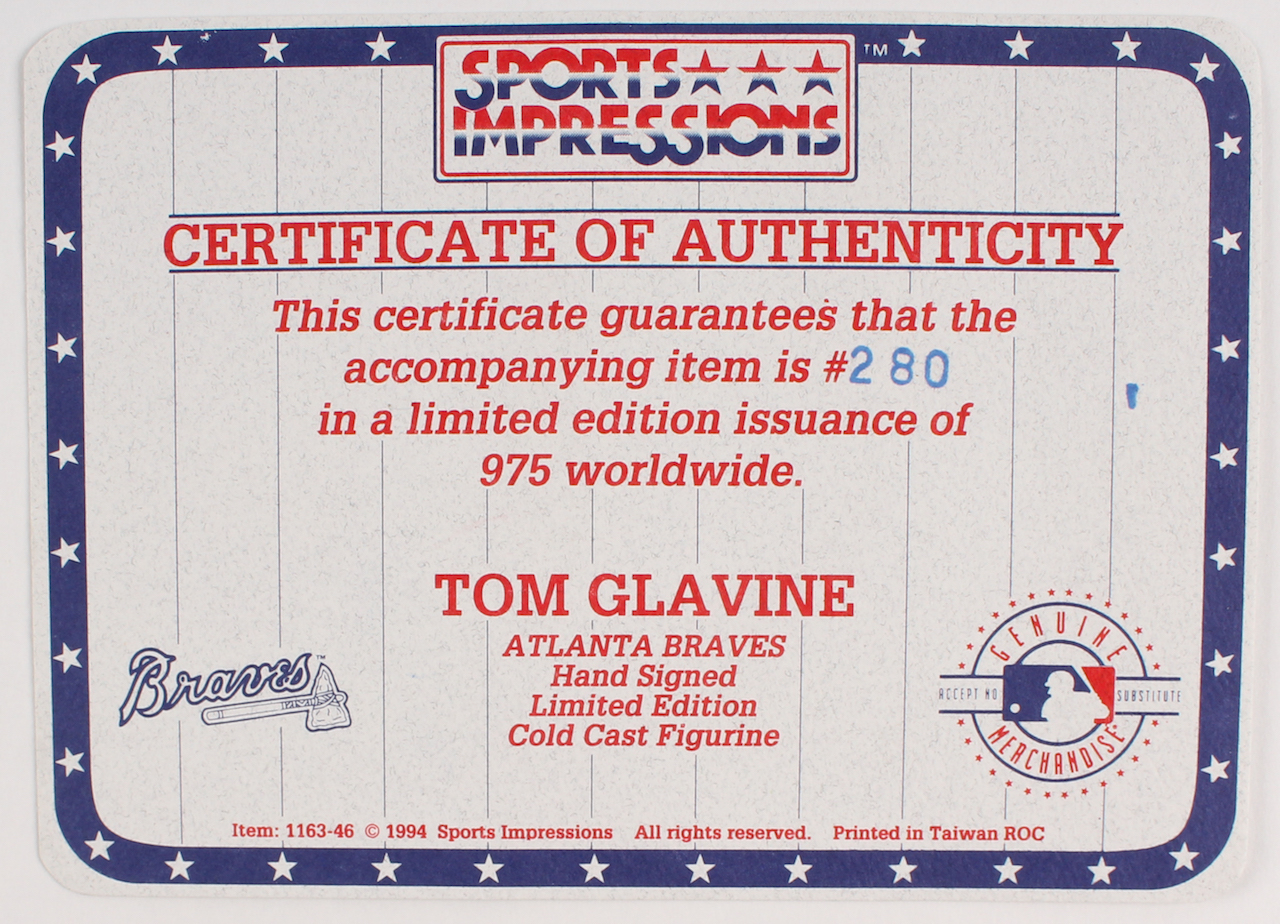 SPORTS
IMPRESSIONS
TM
CERTIFICATE OF AUTHENTICITY
This certificate guarantees that the
accompanying item is #280
in a limited edition issuance of
975 worldwide.
TOM GLAVINE
ATLANTA BRAVES
Hand Signed
Limited Edition
Cold Cast Figurine
Braves™
GENUINE
ACCEPT NO SUBSTITUTE
MERCHANDISE
Item: 1163-46 © 1994 Sports Impressions All rights reserved. Printed in Taiwan ROC